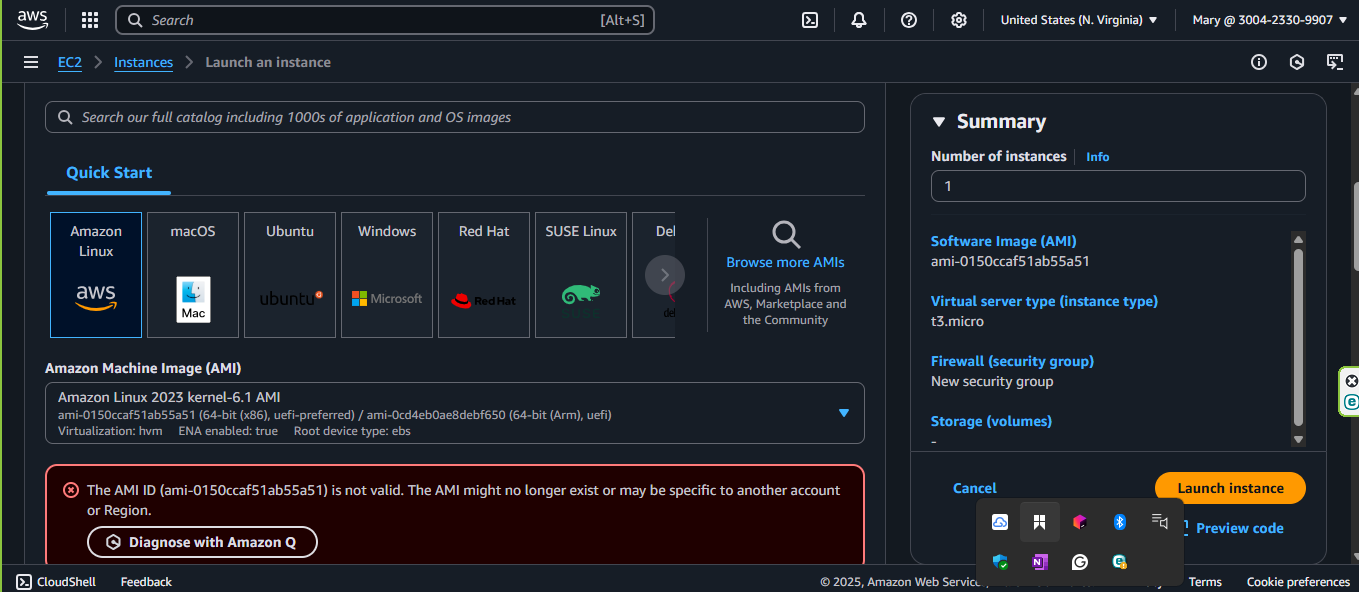 aws
Search [Alt+S]
United States (N. Virginia)
Mary @ 3004-2330-9907
EC2 > Instances > Launch an instance
Search our full catalog including 1000s of application and OS images
Quick Start
Amazon Linux
aws
macOS
Mac
Ubuntu
ubuntu
Windows
Microsoft
Red Hat
Red Hat
SUSE Linux
Browse more AMIs
Including AMIs from
AWS, Marketplace and
the Community
Amazon Machine Image (AMI)
Amazon Linux 2023 kernel-6.1 AMI
ami-0150ccaf51ab55a51 (64-bit (x86), uefi-preferred) / ami-0cd4eb0ae8debf650 (64-bit (Arm), uefi)
Virtualization: hvm ENA enabled: true Root device type: ebs
The AMI ID (ami-0150ccaf51ab55a51) is not valid. The AMI might no longer exist or may be specific to another account
or Region.
Diagnose with Amazon Q
Summary
Number of instances
Info
1
Software Image (AMI)
ami-0150ccaf51ab55a51
Virtual server type (instance type)
t3.micro
Firewall (security group)
New security group
Storage (volumes)
-
Cancel
Launch instance
Preview code
CloudShell
Feedback
© 2025, Amazon Web Service
Terms
Cookie preferences